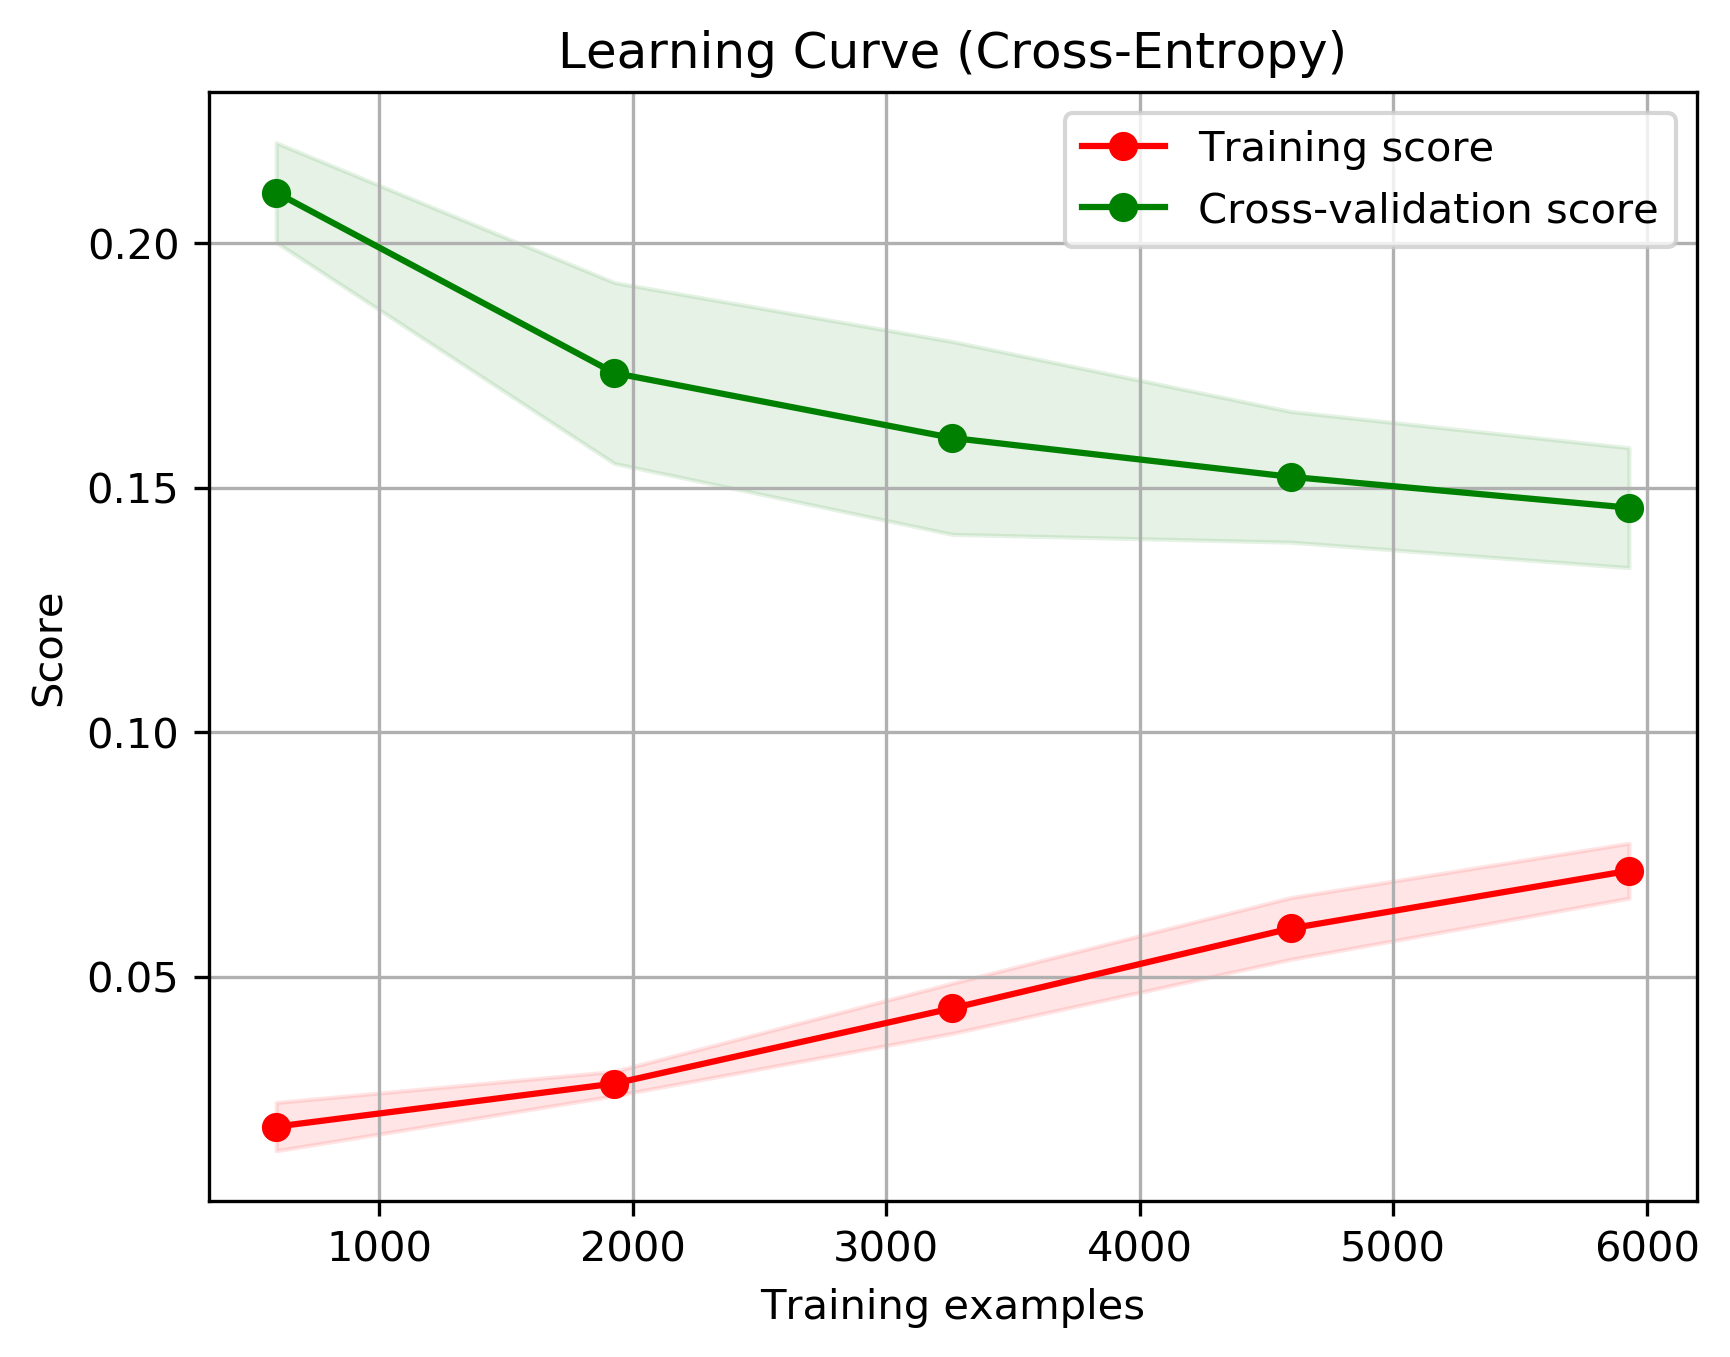 Learning Curve (Cross-Entropy)
Training score
Cross-validation score
0.20
0.15
0.10
0.05
Score
1000 2000 3000 4000 5000 6000
Training examples